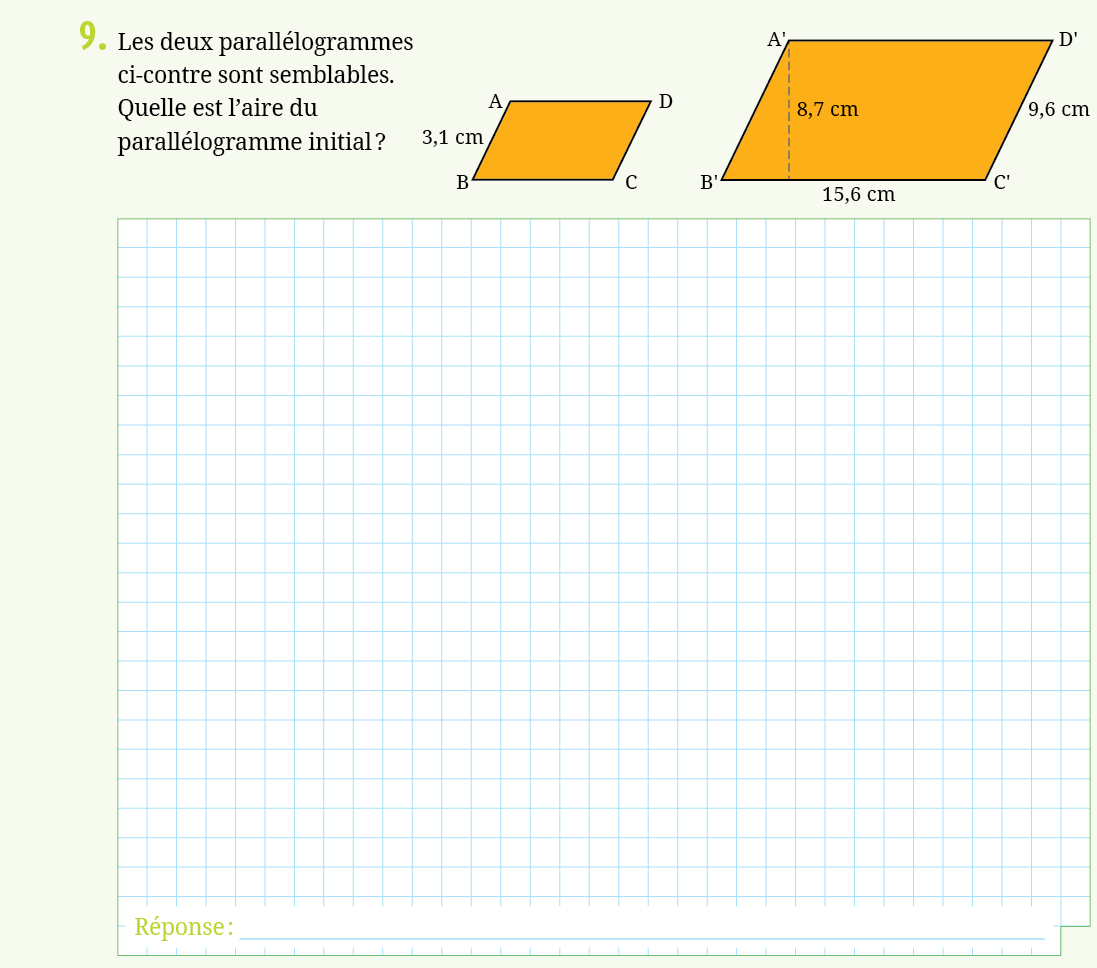 9. Les deux parallélogrammes
ci-contre sont semblables.
Quelle est l’aire du
parallélogramme initial ?
A
D
3,1 cm
B
C
A'
D'
8,7 cm
9,6 cm
B'
C'
15,6 cm
Réponse :